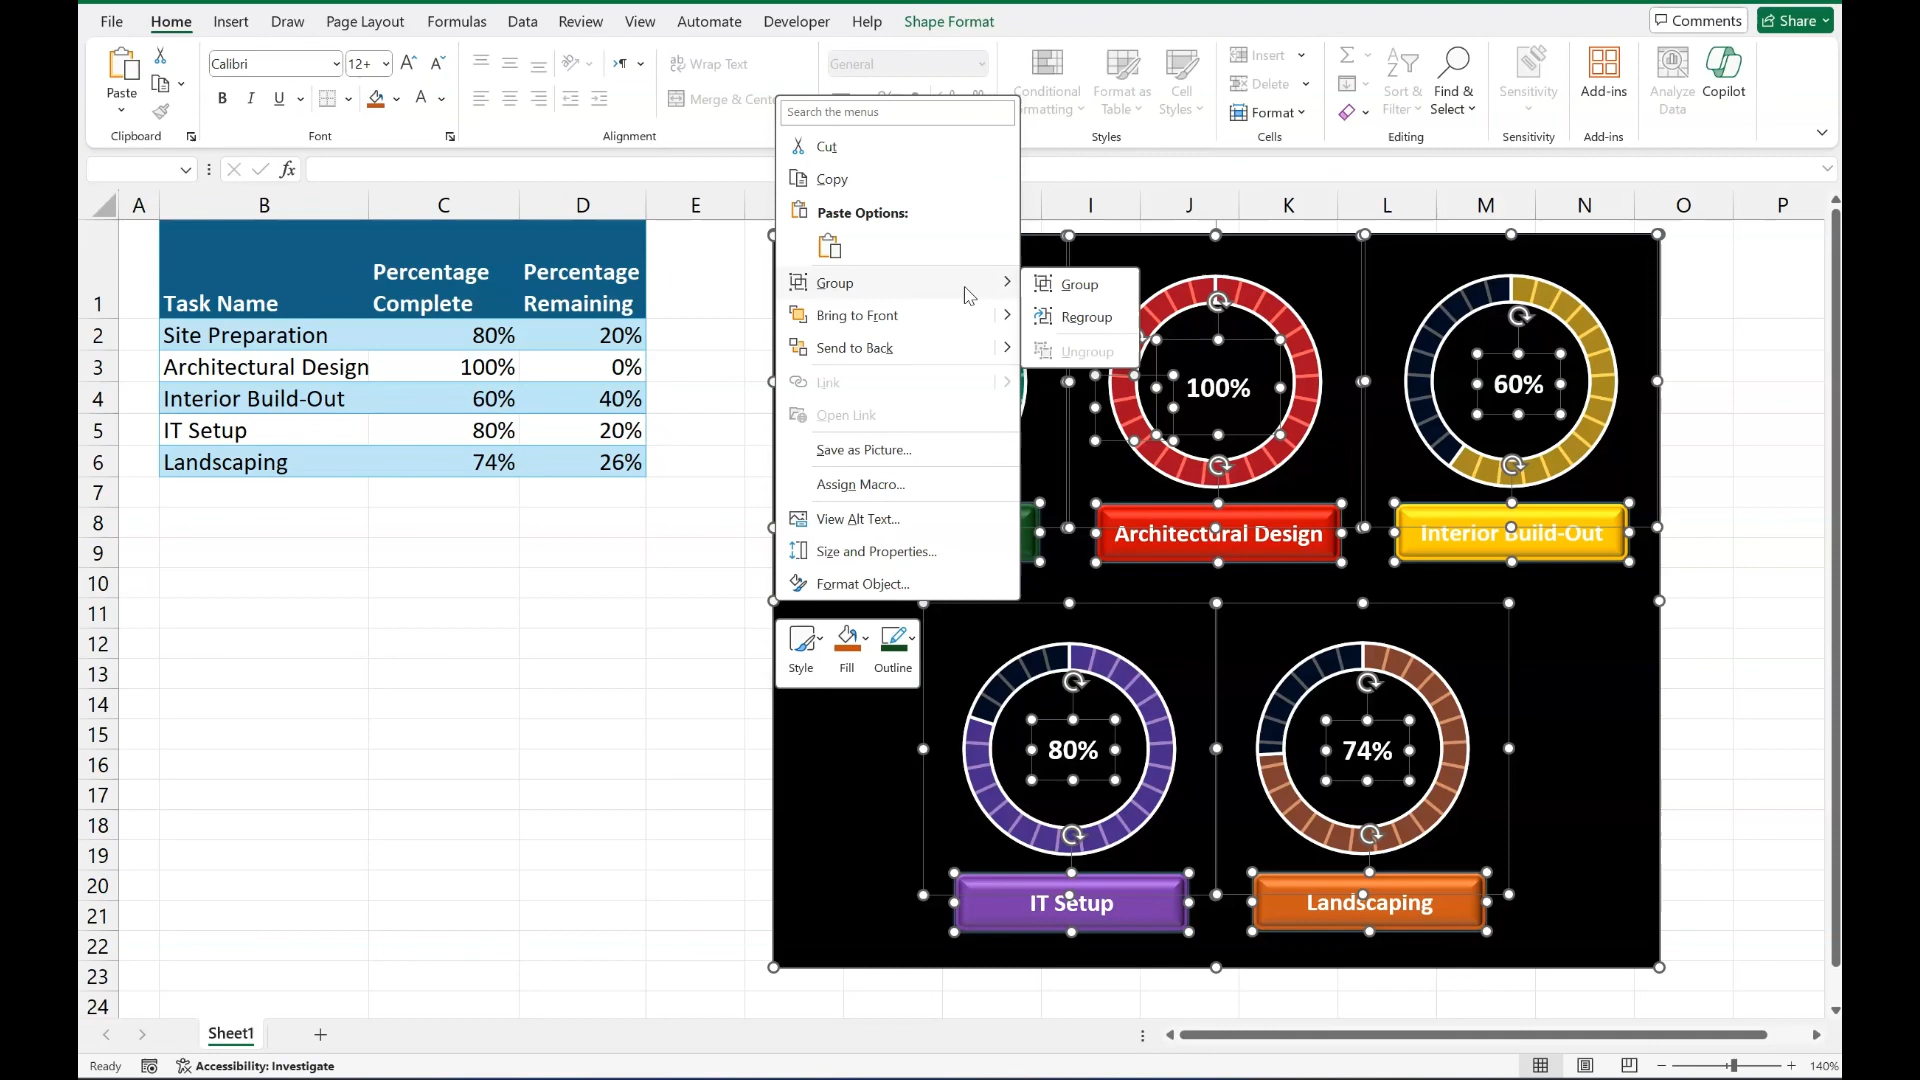 File Home Insert Draw Page Layout Formulas Data Review View Automate Developer Help Shape Format Comments Share
Paste
Clipboard
Calibri 12+
B I U
Font
Wrap Text
Merge &
Alignment
General
Conditional
Format as
Table
Cell
Styles
Styles
Insert
Delete
Format
Cells
Sort &
Filter
Find &
Select
Editing
Sensitivity
Sensitivity
Add-ins
Add-ins
Analyze
Data
Copilot
fx
A B C D E I J K L M N O P
1 Task Name Percentage Complete Percentage Remaining
2 Site Preparation 80% 20%
3 Architectural Design 100% 0%
4 Interior Build-Out 60% 40%
5 IT Setup 80% 20%
6 Landscaping 74% 26%
7
8
9
10
11
12
13
14
15
16
17
18
19
20
21
22
23
24
Search the menus
Cut
Copy
Paste Options:
Group
Bring to Front
Send to Back
Link
Open Link
Save as Picture...
Assign Macro...
View Alt Text...
Size and Properties...
Format Object...
Group
Regroup
Ungroup
Style Fill Outline
100%
60%
Architectural Design
Interior Build-Out
80%
74%
IT Setup
Landscaping
Sheet1
Ready Accessibility: Investigate 140%